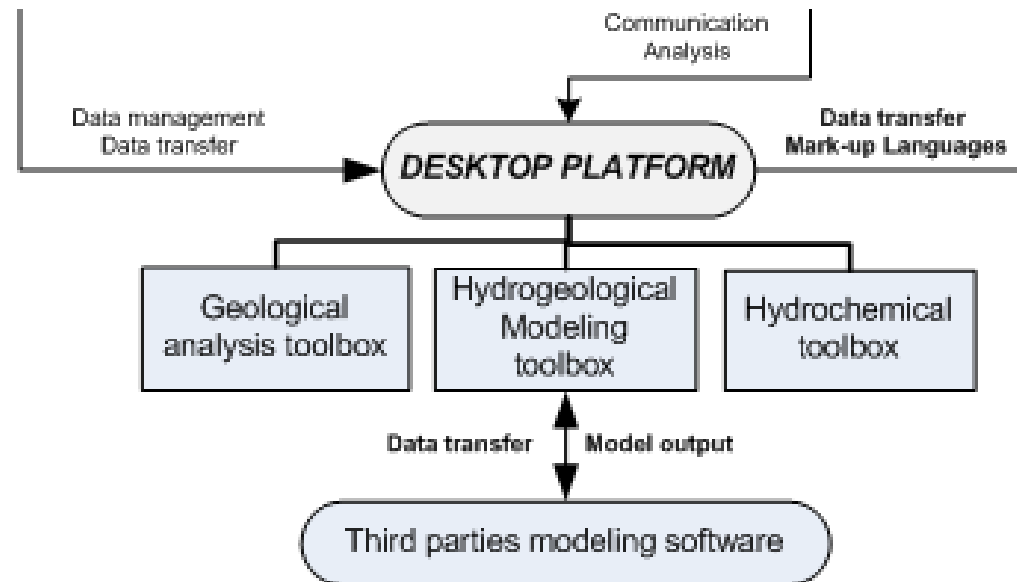 Communication
Analysis
Data management
Data transfer
Data transfer
Mark-up Languages
DESKTOP PLATFORM
Geological
analysis toolbox
Hydrogeological
Modeling
toolbox
Hydrochemical
toolbox
Data transfer
Model output
Third parties modeling software